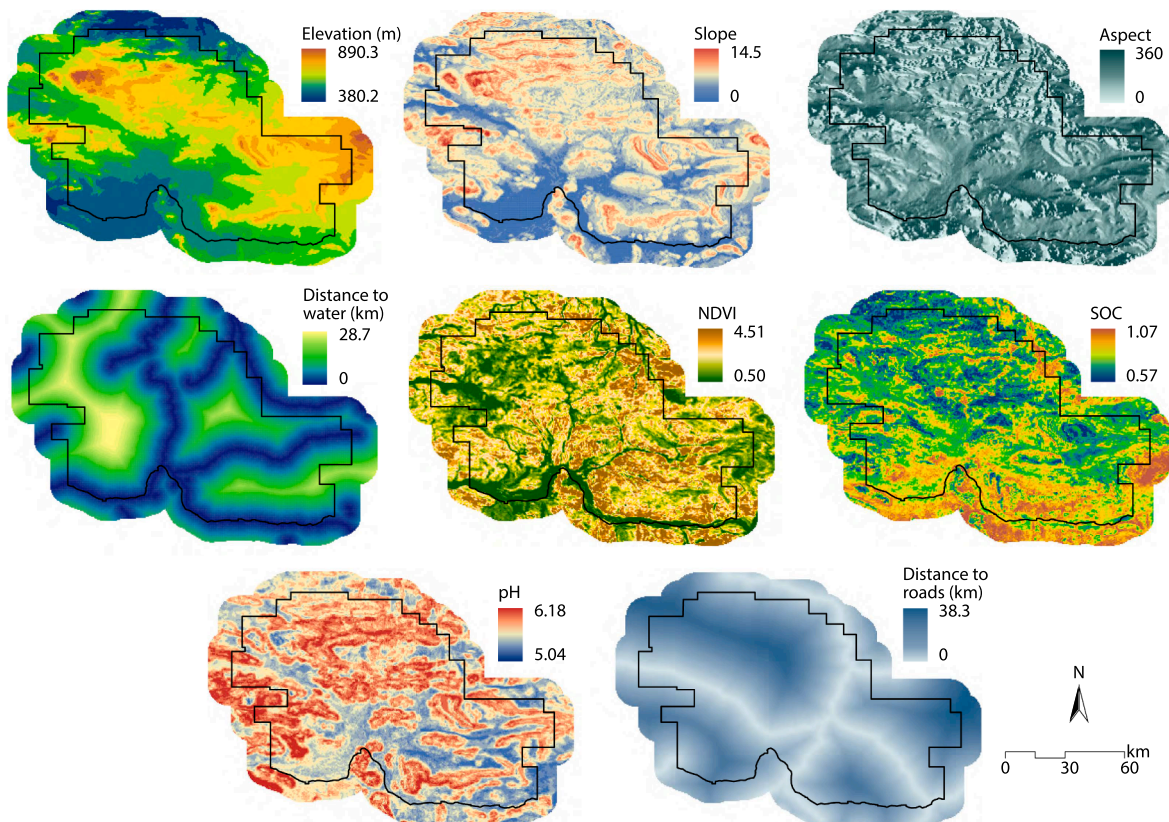 Elevation (m)
890.3
380.2
Slope
14.5
0
Aspect
360
0
Distance to
water (km)
28.7
0
NDVI
4.51
0.50
SOC
1.07
0.57
pH
6.18
5.04
Distance to
roads (km)
38.3
0
N
km
0 30 60